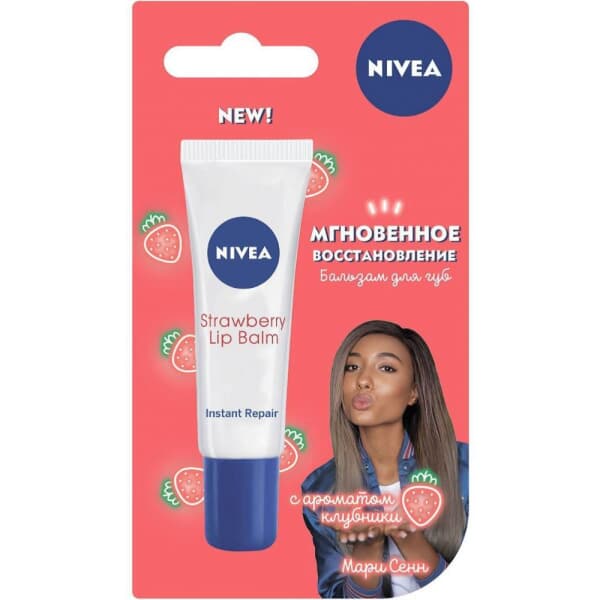 NIVEA
NEW!
NIVEA
Strawberry
Lip Balm
Instant Repair
МГНОВЕННОЕ
ВОССТАНОВЛЕНИЕ
Бальзам для губ
с ароматом
клубники
Мари Сенн